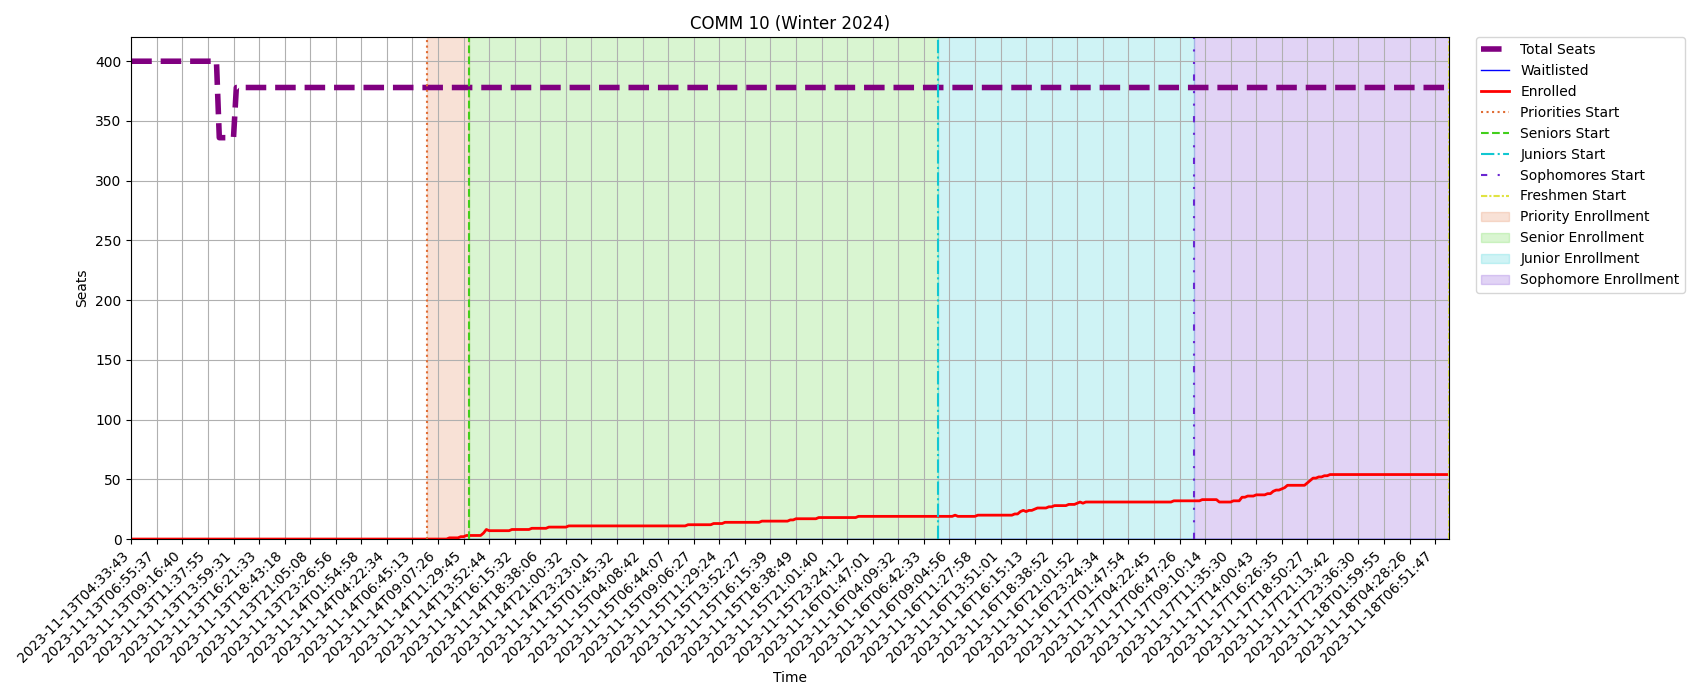 COMM 10 (Winter 2024)
Seats
400
350
300
250
200
150
100
50
0
2023-11-13T04:33:43
2023-11-13T06:55:37
2023-11-13T09:16:40
2023-11-13T11:37:55
2023-11-13T13:59:31
2023-11-13T16:21:33
2023-11-13T18:43:18
2023-11-13T21:05:08
2023-11-13T23:26:56
2023-11-14T01:54:58
2023-11-14T04:22:34
2023-11-14T06:45:13
2023-11-14T09:07:26
2023-11-14T11:29:45
2023-11-14T13:52:44
2023-11-14T16:15:32
2023-11-14T18:38:06
2023-11-14T21:00:32
2023-11-14T23:23:01
2023-11-15T01:45:32
2023-11-15T04:08:42
2023-11-15T06:44:07
2023-11-15T09:06:27
2023-11-15T11:29:24
2023-11-15T13:52:27
2023-11-15T16:15:39
2023-11-15T18:38:49
2023-11-15T21:01:40
2023-11-15T23:24:12
2023-11-16T01:47:01
2023-11-16T04:09:32
2023-11-16T06:42:33
2023-11-16T09:04:56
2023-11-16T11:27:58
2023-11-16T13:51:01
2023-11-16T16:15:13
2023-11-16T18:38:52
2023-11-16T21:01:52
2023-11-16T23:24:34
2023-11-17T01:47:54
2023-11-17T04:22:45
2023-11-17T06:47:26
2023-11-17T09:10:14
2023-11-17T11:35:30
2023-11-17T14:00:43
2023-11-17T16:26:35
2023-11-17T18:50:27
2023-11-17T21:13:42
2023-11-17T23:36:30
2023-11-18T01:59:55
2023-11-18T04:28:26
2023-11-18T06:51:47
Time
Total Seats
Waitlisted
Enrolled
Priorities Start
Seniors Start
Juniors Start
Sophomores Start
Freshmen Start
Priority Enrollment
Senior Enrollment
Junior Enrollment
Sophomore Enrollment